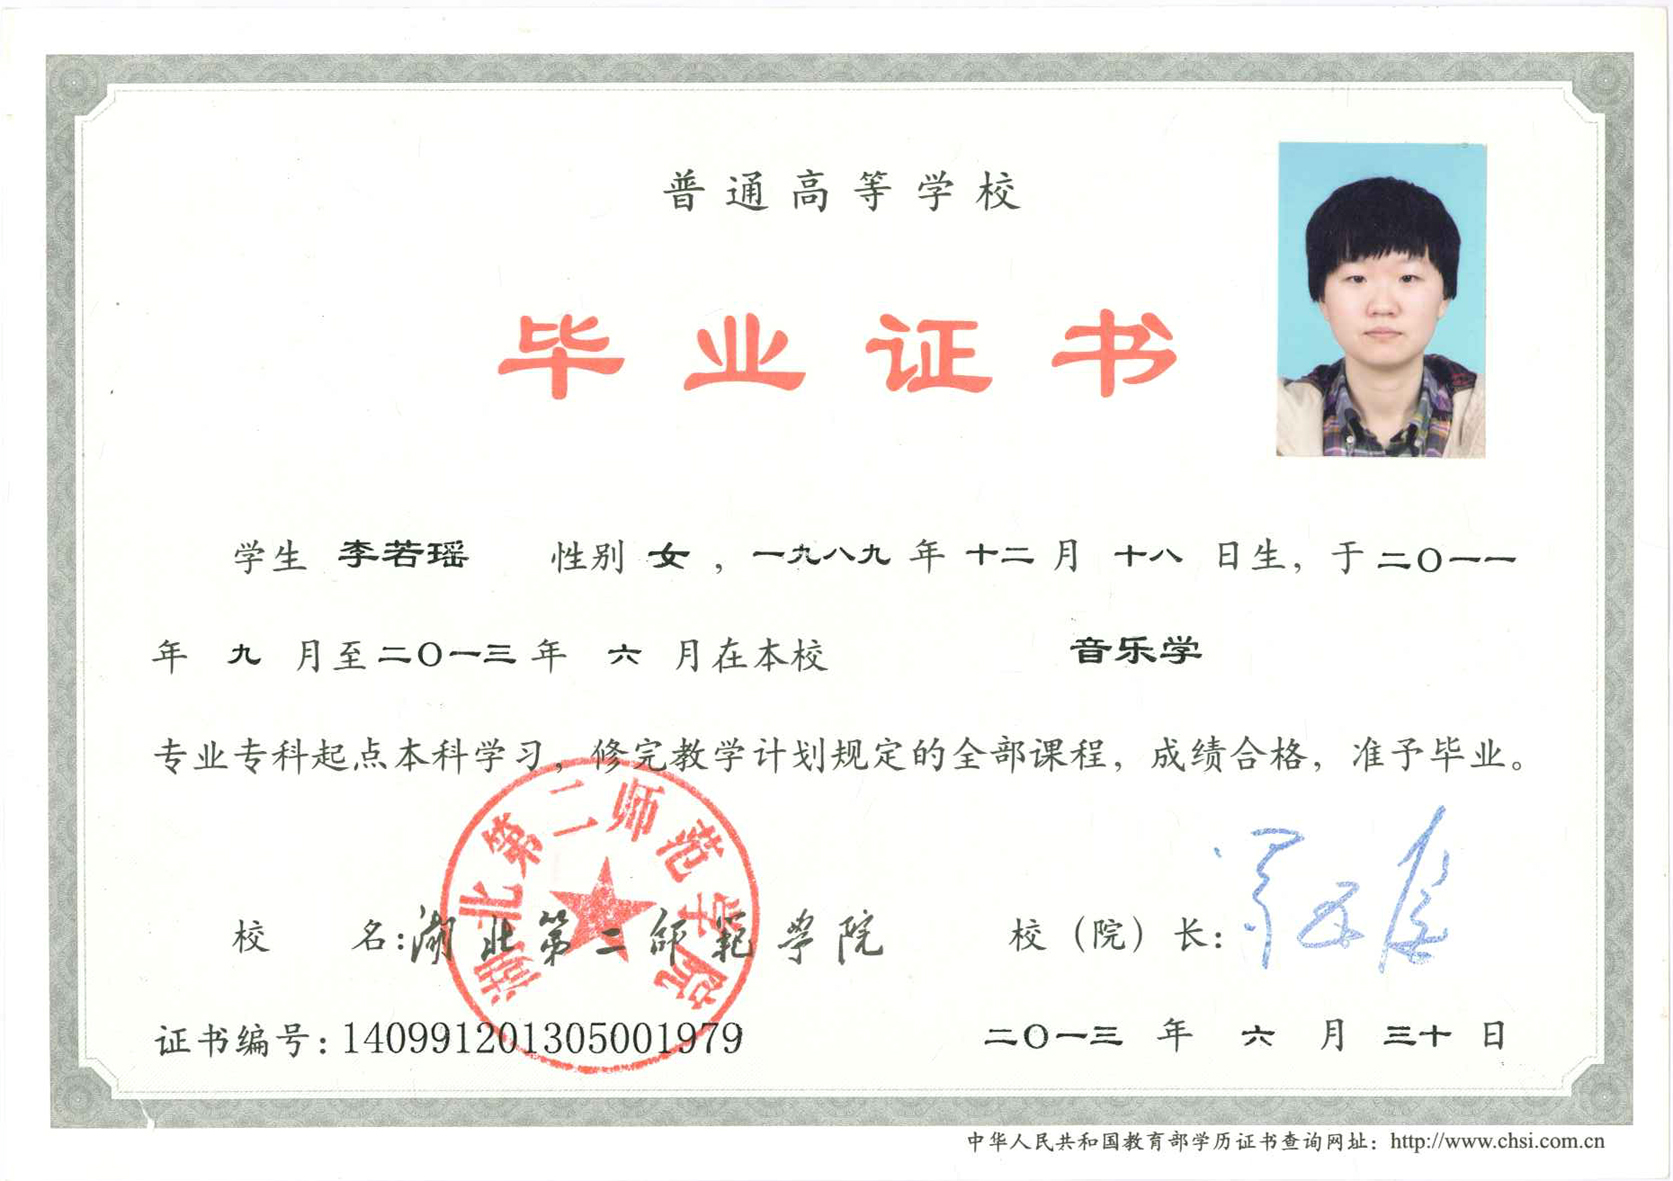 普通高等学校
毕业证书
学生 李若瑶 性别 女 ，一九八九 年 十二 月 十八 日生，于 二〇一一
年 九 月至 二〇一三 年 六 月在本校 音乐学
专业专科起点本科学习，修完教学计划规定的全部课程，成绩合格，准予毕业。
湖北第二师范学院
校 名：湖北第二师範学院 校（院）长：
证书编号：140991201305001979 二〇一三 年 六 月 三十 日
中华人民共和国教育部学历证书查询网址：http://www.chsi.com.cn